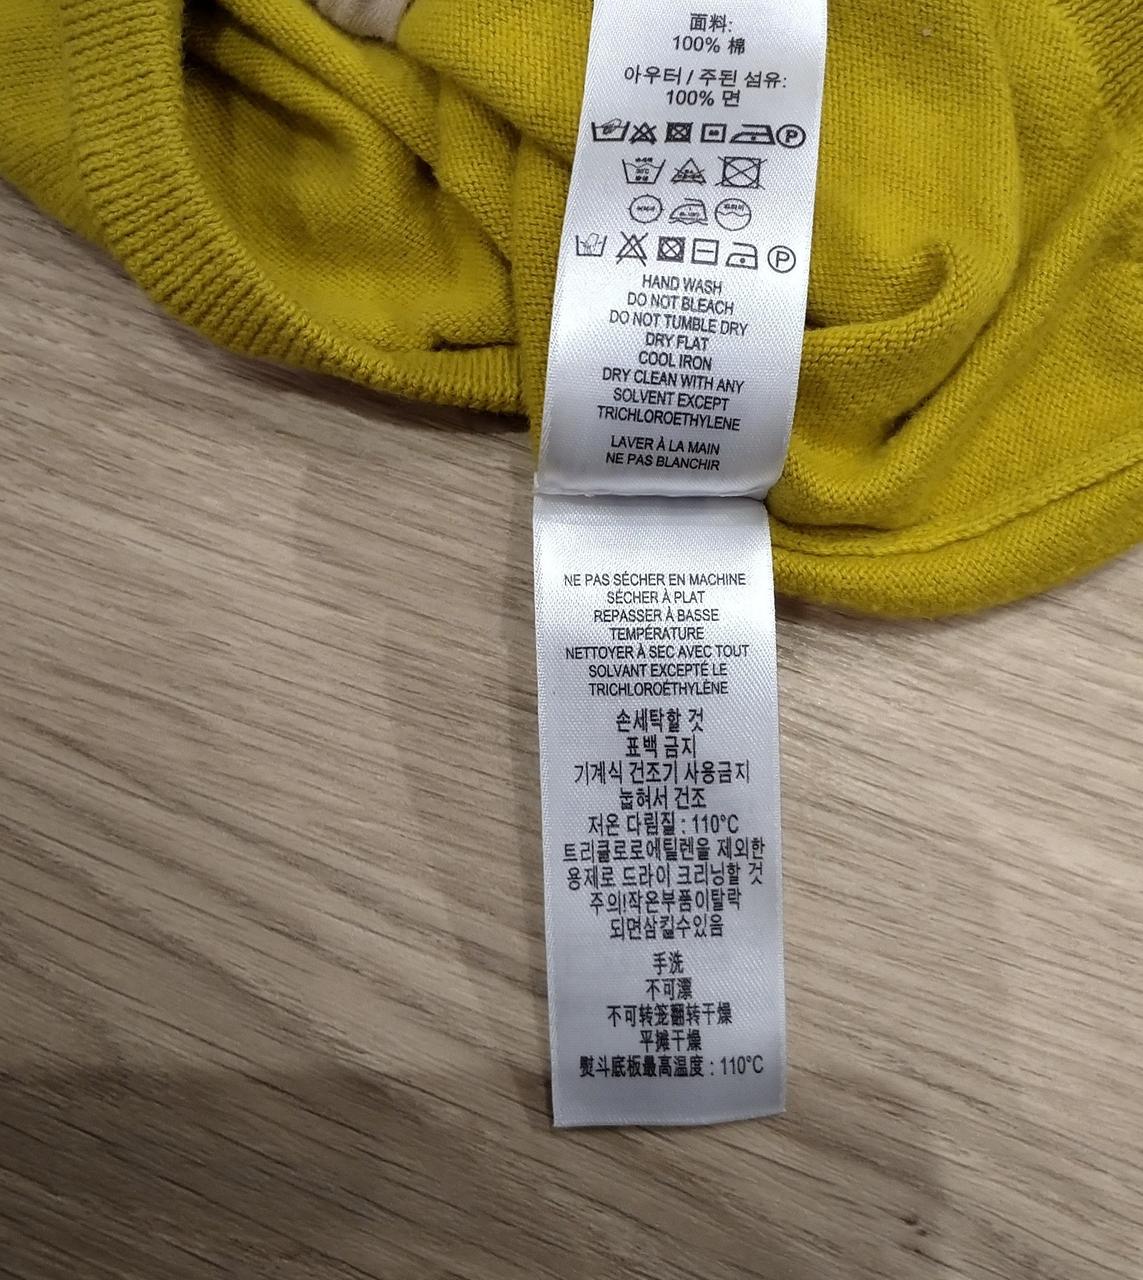 面料:
100% 棉
아우터 / 주된 섬유:
100% 면
P
P
HAND WASH
DO NOT BLEACH
DO NOT TUMBLE DRY
DRY FLAT
COOL IRON
DRY CLEAN WITH ANY
SOLVENT EXCEPT
TRICHLOROETHYLENE
LAVER À LA MAIN
NE PAS BLANCHIR
NE PAS SÉCHER EN MACHINE
SÉCHER À PLAT
REPASSER À BASSE
TEMPÉRATURE
NETTOYER À SEC AVEC TOUT
SOLVANT EXCEPTÉ LE
TRICHLOROÉTHYLÈNE
손세탁할 것
표백 금지
기계식 건조기 사용금지
눕혀서 건조
저온 다림질 : 110°C
트리클로로에틸렌을 제외한
용제로 드라이 크리닝할 것
주의!작은부품이탈락
되면삼킬수있음
手洗
不可漂
不可转笼翻转干燥
平摊干燥
熨斗底板最高温度 : 110°C